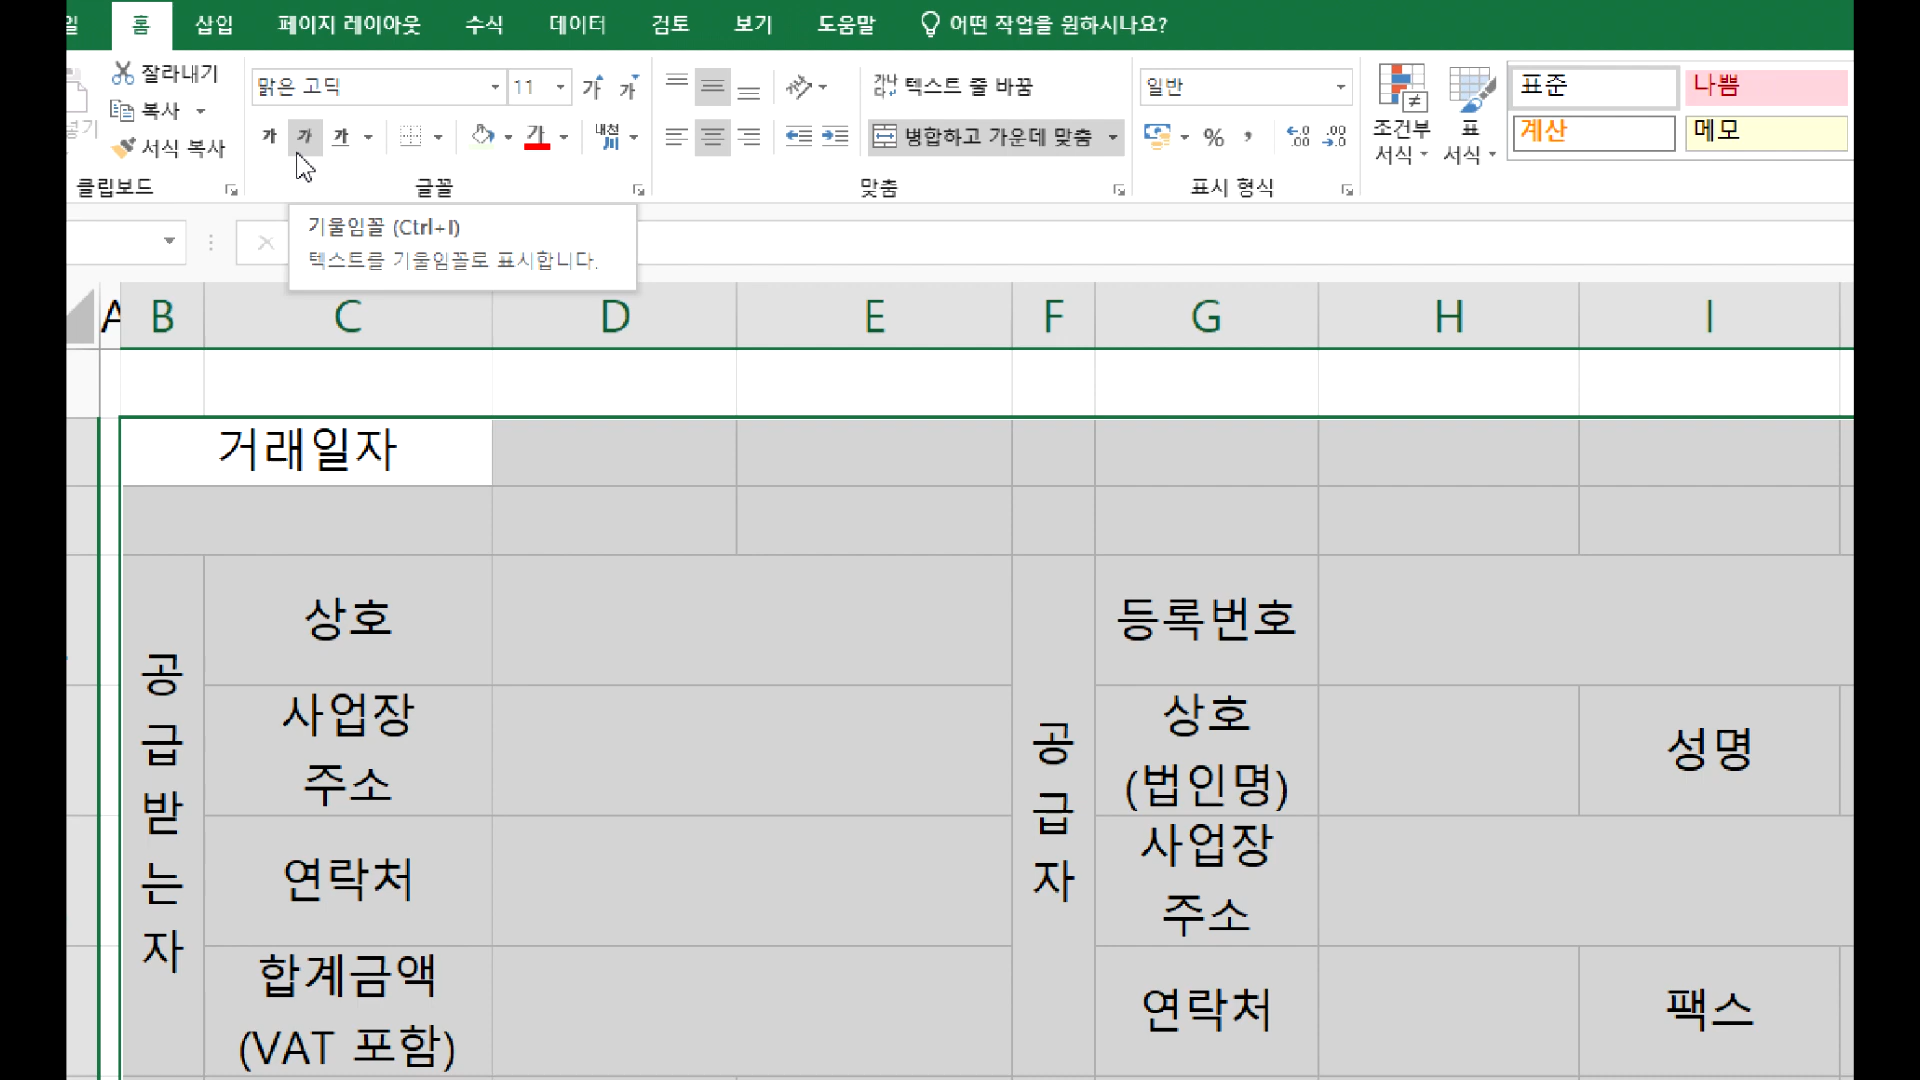 일 홈 삽입 페이지 레이아웃 수식 데이터 검토 보기 도움말 어떤 작업을 원하시나요?
잘라내기 맑은 고딕 11 가 가 텍스트 줄 바꿈 일반 표준 나쁨
복사
서식 복사 가 가 가 가 내천 川 병합하고 가운데 맞춤 % , 조건부 서식 표 서식 계산 메모
클립보드 글꼴 맞춤 표시 형식
기울임꼴 (Ctrl+I)
텍스트를 기울임꼴로 표시합니다.
A B C D E F G H I
거래일자
공급받는자
상호
사업장
주소
연락처
합계금액
(VAT 포함)
공급자
등록번호
상호
(법인명)
성명
사업장
주소
연락처
팩스